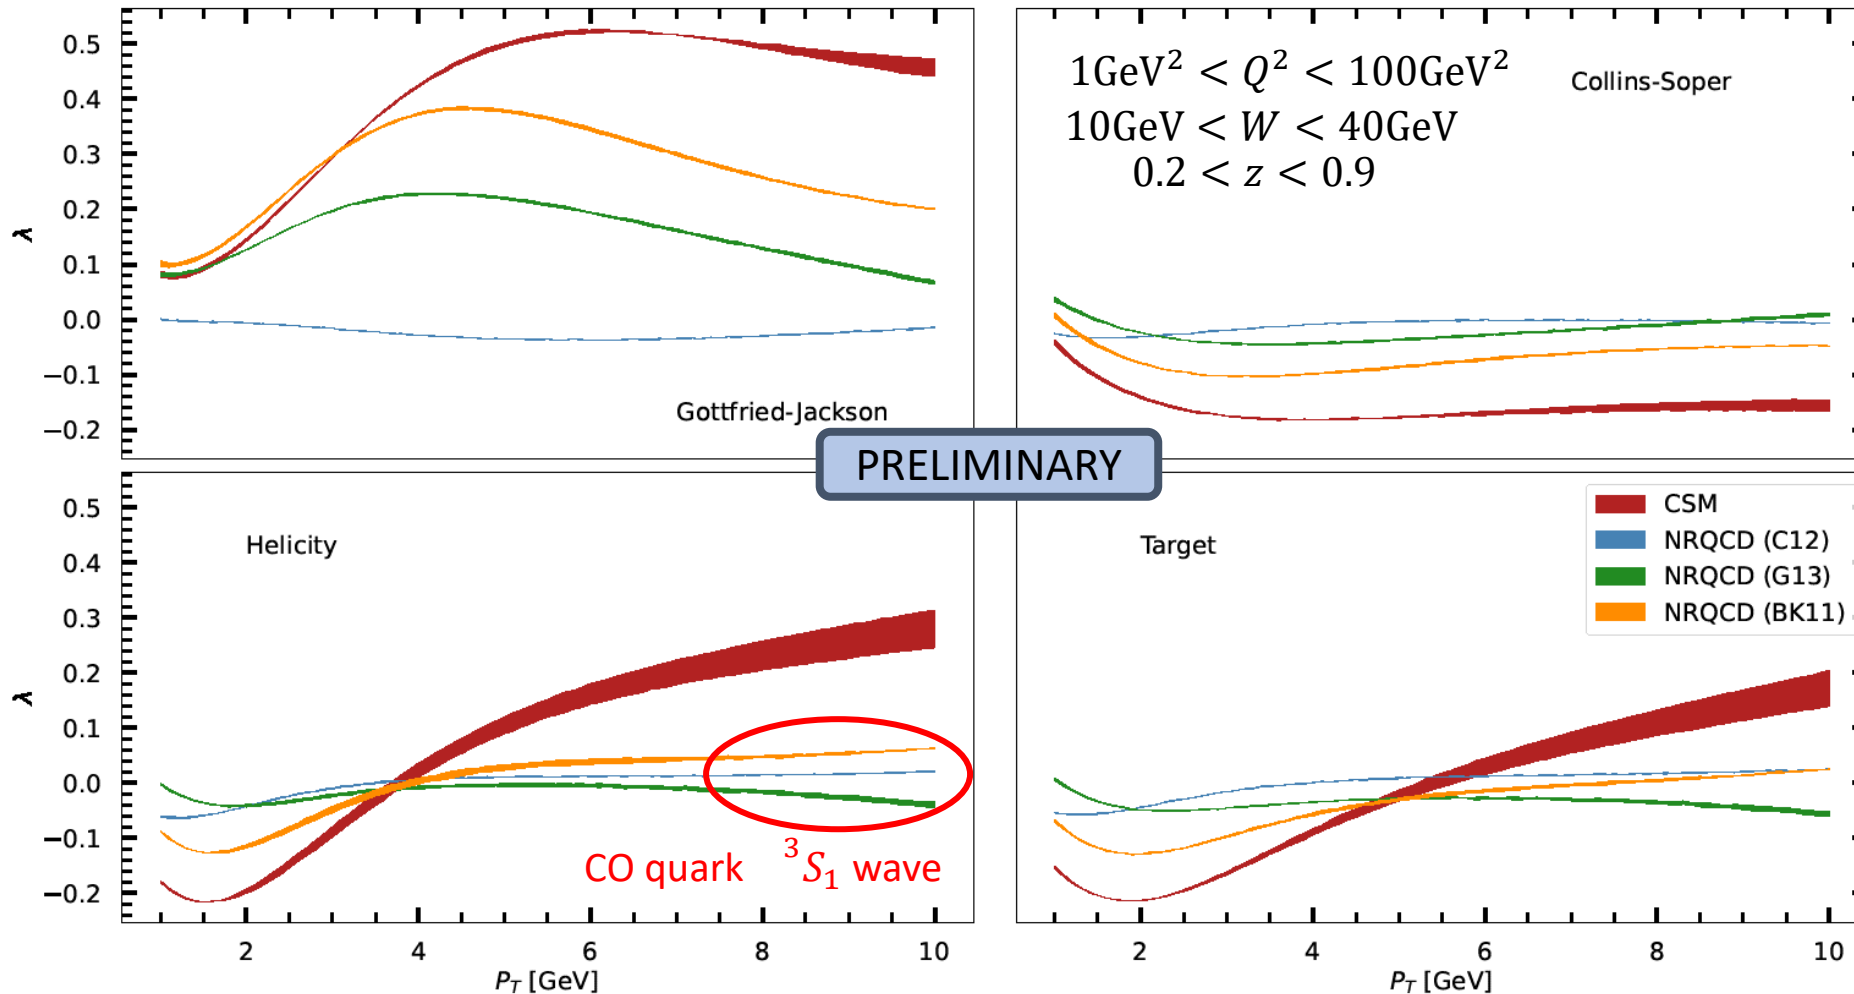 0.5
0.4
0.3
0.2
0.1
0.0
−0.1
−0.2
λ
Gottfried-Jackson
1GeV² < Q² < 100GeV²
10GeV < W < 40GeV
0.2 < z < 0.9
Collins-Soper
PRELIMINARY
0.5
0.4
0.3
0.2
0.1
0.0
−0.1
−0.2
λ
Helicity
CO quark ³S₁ wave
2 4 6 8 10
P_T [GeV]
Target
CSM
NRQCD (C12)
NRQCD (G13)
NRQCD (BK11)
2 4 6 8 10
P_T [GeV]